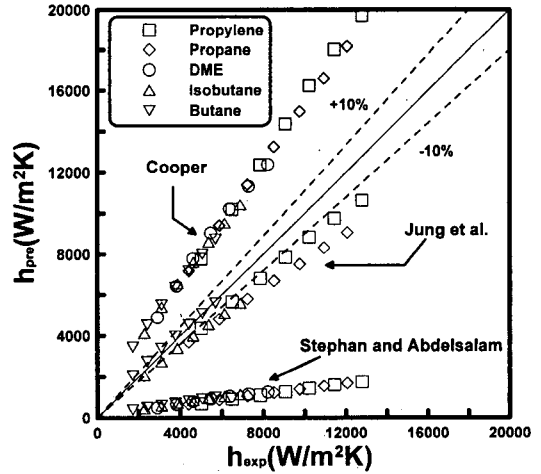 20000
16000
12000
8000
4000
0
hpre(W/m²K)
Propylene
Propane
DME
Isobutane
Butane
+10%
-10%
Cooper
Jung et al.
Stephan and Abdelsalam
0
4000
8000
12000
16000
20000
hexp(W/m²K)